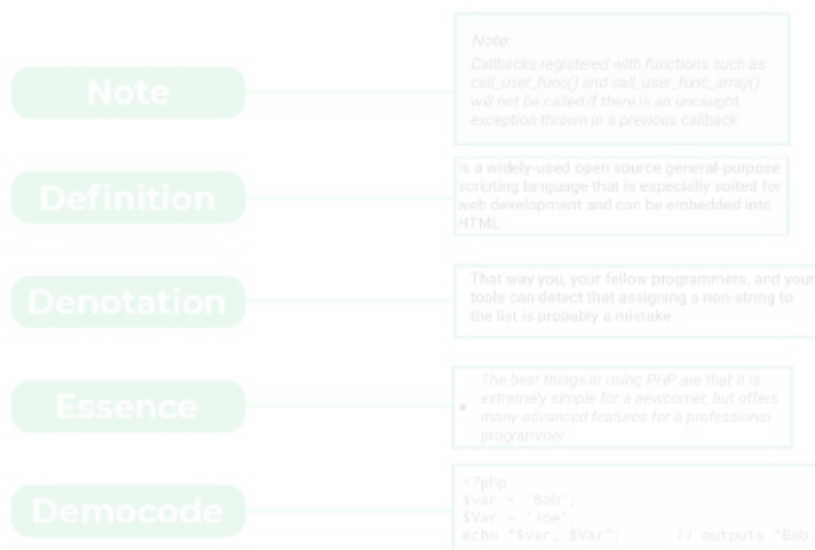 Note
Note:
Callbacks registered with functions such as
call_user_func() and call_user_func_array()
will not be called if there is an uncaught
exception thrown in a previous callback
Definition
is a widely-used open source general-purpose
scripting language that is especially suited for
web development and can be embedded into
HTML
Denotation
That way you, your fellow programmers, and your
tools can detect that assigning a non-string to
the list is probably a mistake
Essence
• The best things in using PHP are that it is
extremely simple for a newcomer, but offers
many advanced features for a professional
programmer
Democode
<?php
$var = 'Bob';
$Var = 'Joe';
echo "$var, $Var"; // outputs "Bob,